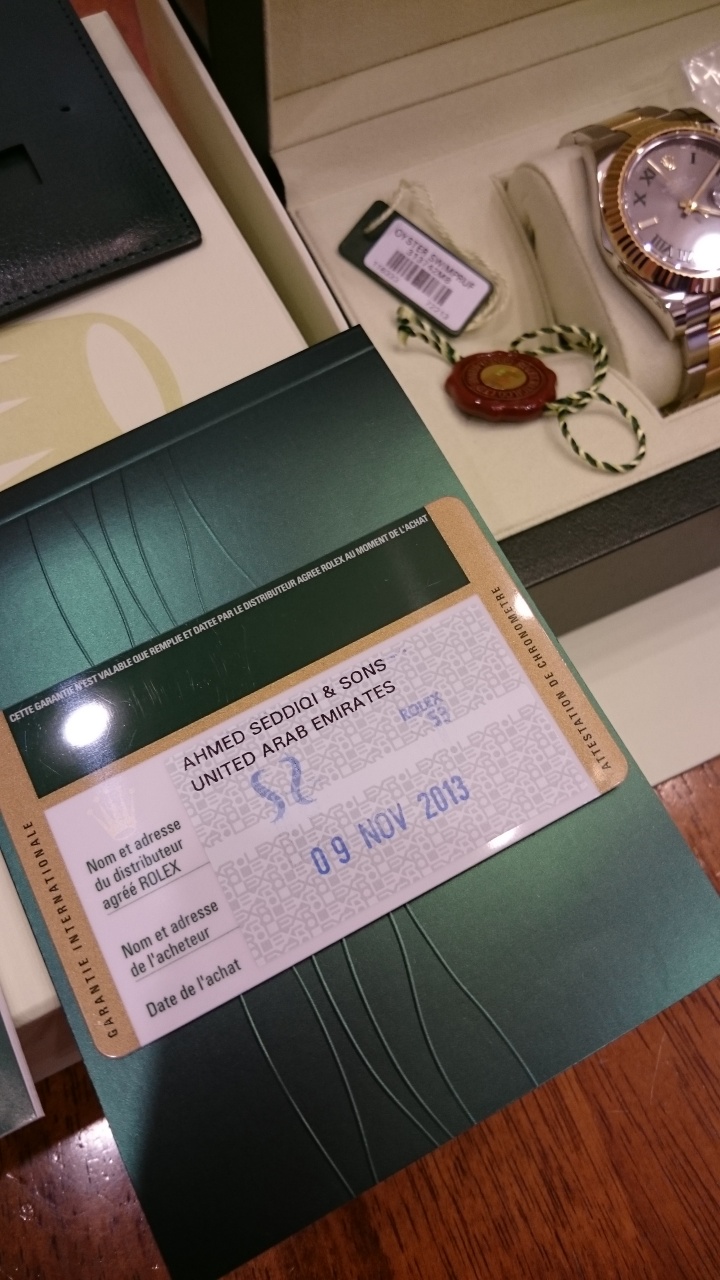 OYSTER SWIMPRUF
CETTE GARANTIE N'EST VALABLE QUE REMPLIE ET DATEE PAR LE DISTRIBUTEUR AGREE ROLEX AU MOMENT DE L'ACHAT
AHMED SEDDIQI & SONS
UNITED ARAB EMIRATES
ROLEX
09 NOV 2013
Nom et adresse
du distributeur
agréé ROLEX
Nom et adresse
de l'acheteur
Date de l'achat
GARANTIE INTERNATIONALE
ATTESTATION DE CHRONOMETRE